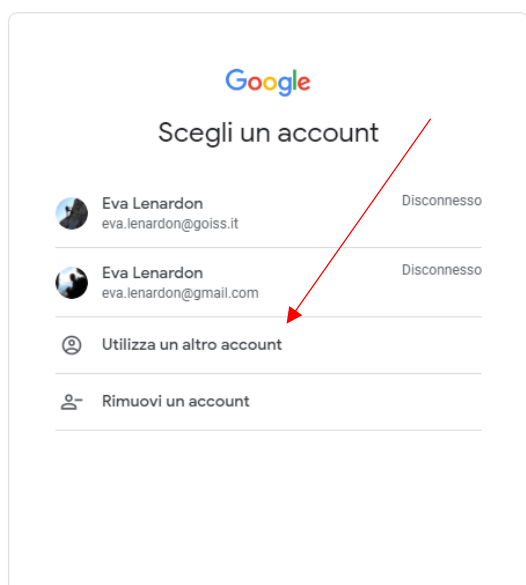 Google
Scegli un account
Eva Lenardon
Disconnesso
eva.lenardon@goiss.it
Eva Lenardon
Disconnesso
eva.lenardon@gmail.com
Utilizza un altro account
Rimuovi un account